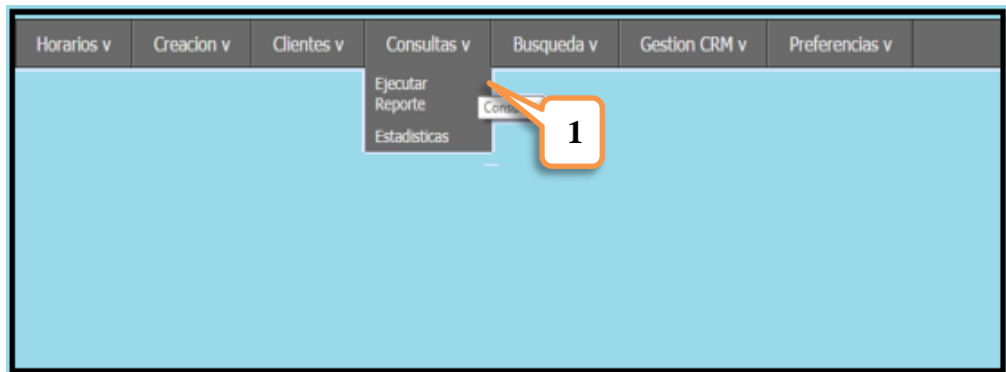 Horarios v Creacion v Clientes v Consultas v Busqueda v Gestion CRM v Preferencias v
Ejecutar
Reporte
Estadisticas
1